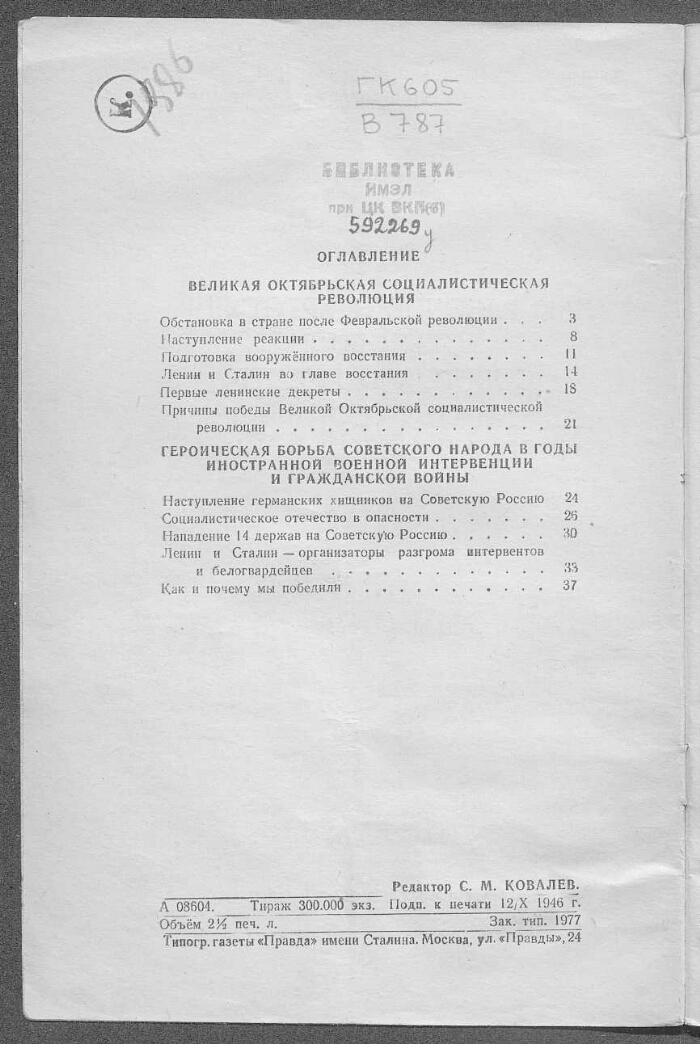 К.
1886
ГК605
В 787
БИБЛИОТЕКА
ИМЭЛ
при ЦК ВКП(б)
592269
ОГЛАВЛЕНИЕ
ВЕЛИКАЯ ОКТЯБРЬСКАЯ СОЦИАЛИСТИЧЕСКАЯ
РЕВОЛЮЦИЯ
Обстановка в стране после Февральской революции . . . 3
Наступление реакции . . . . . . . . . . . . . . 8
Подготовка вооружённого восстания . . . . . . . . 11
Ленин и Сталин во главе восстания . . . . . . . 14
Первые ленинские декреты . . . . . . . . . . . . 18
Причины победы Великой Октябрьской социалистической
революции . . . . . . . . . . . . . . . . . 21
ГЕРОИЧЕСКАЯ БОРЬБА СОВЕТСКОГО НАРОДА В ГОДЫ
ИНОСТРАННОЙ ВОЕННОЙ ИНТЕРВЕНЦИИ
И ГРАЖДАНСКОЙ ВОЙНЫ
Наступление германских хищников на Советскую Россию 24
Социалистическое отечество в опасности . . . . . . . 26
Нападение 14 держав на Советскую Россию . . . . . . 30
Ленин и Сталин — организаторы разгрома интервентов
и белогвардейцев . . . . . . . . . . . . . 33
Как и почему мы победили . . . . . . . . . . . . 37
Редактор С. М. КОВАЛЕВ.
А 08604. Тираж 300.000 экз. Подп. к печати 12/X 1946 г.
Объём 2½ печ. л. Зак. тип. 1977
Типогр. газеты «Правда» имени Сталина. Москва, ул. «Правды», 24